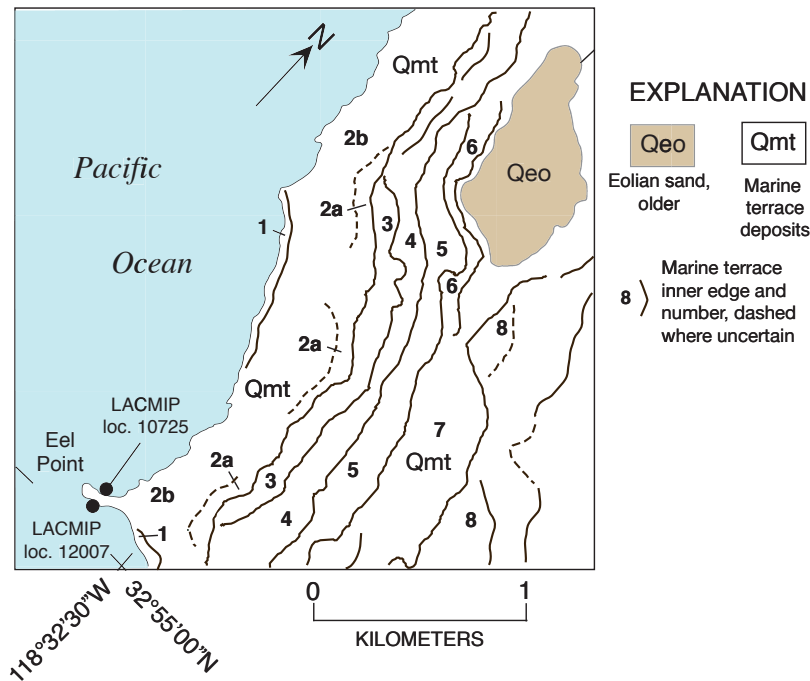 N
Qmt
2b
6
Qeo
Pacific
2a
3
1
4
5
Ocean
6
8
2a
Qmt
LACMIP
loc. 10725
7
Eel
Point
2a
Qmt
3
5
2b
4
8
1
LACMIP
loc. 12007
118°32'30"W
32°55'00"N
0
1
KILOMETERS
EXPLANATION
Qeo
Eolian sand,
older
Qmt
Marine
terrace
deposits
8
Marine terrace
inner edge and
number, dashed
where uncertain